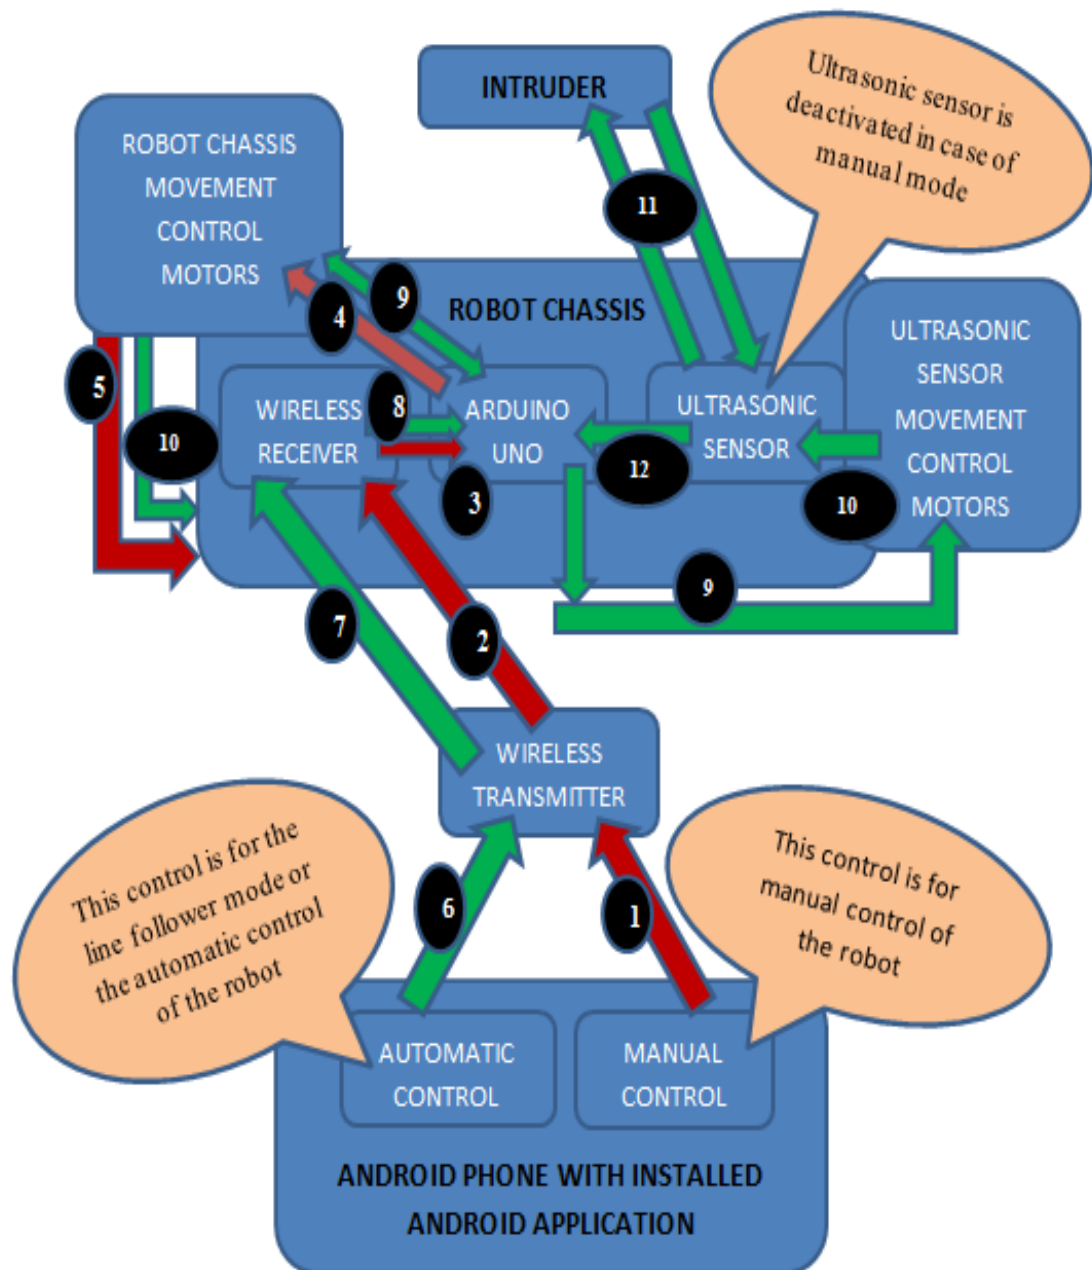 INTRUDER
Ultrasonic sensor is
deactivated in case of
manual mode
ROBOT CHASSIS
MOVEMENT
CONTROL
MOTORS
11
9
4
ROBOT CHASSIS
5
10
WIRELESS
RECEIVER
8
3
ARDUINO
UNO
12
ULTRASONIC
SENSOR
10
ULTRASONIC
SENSOR
MOVEMENT
CONTROL
MOTORS
9
7
2
WIRELESS
TRANSMITTER
This control is for the
line follower mode or
the automatic control
of the robot
6
1
This control is for
manual control of
the robot
AUTOMATIC
CONTROL
MANUAL
CONTROL
ANDROID PHONE WITH INSTALLED
ANDROID APPLICATION